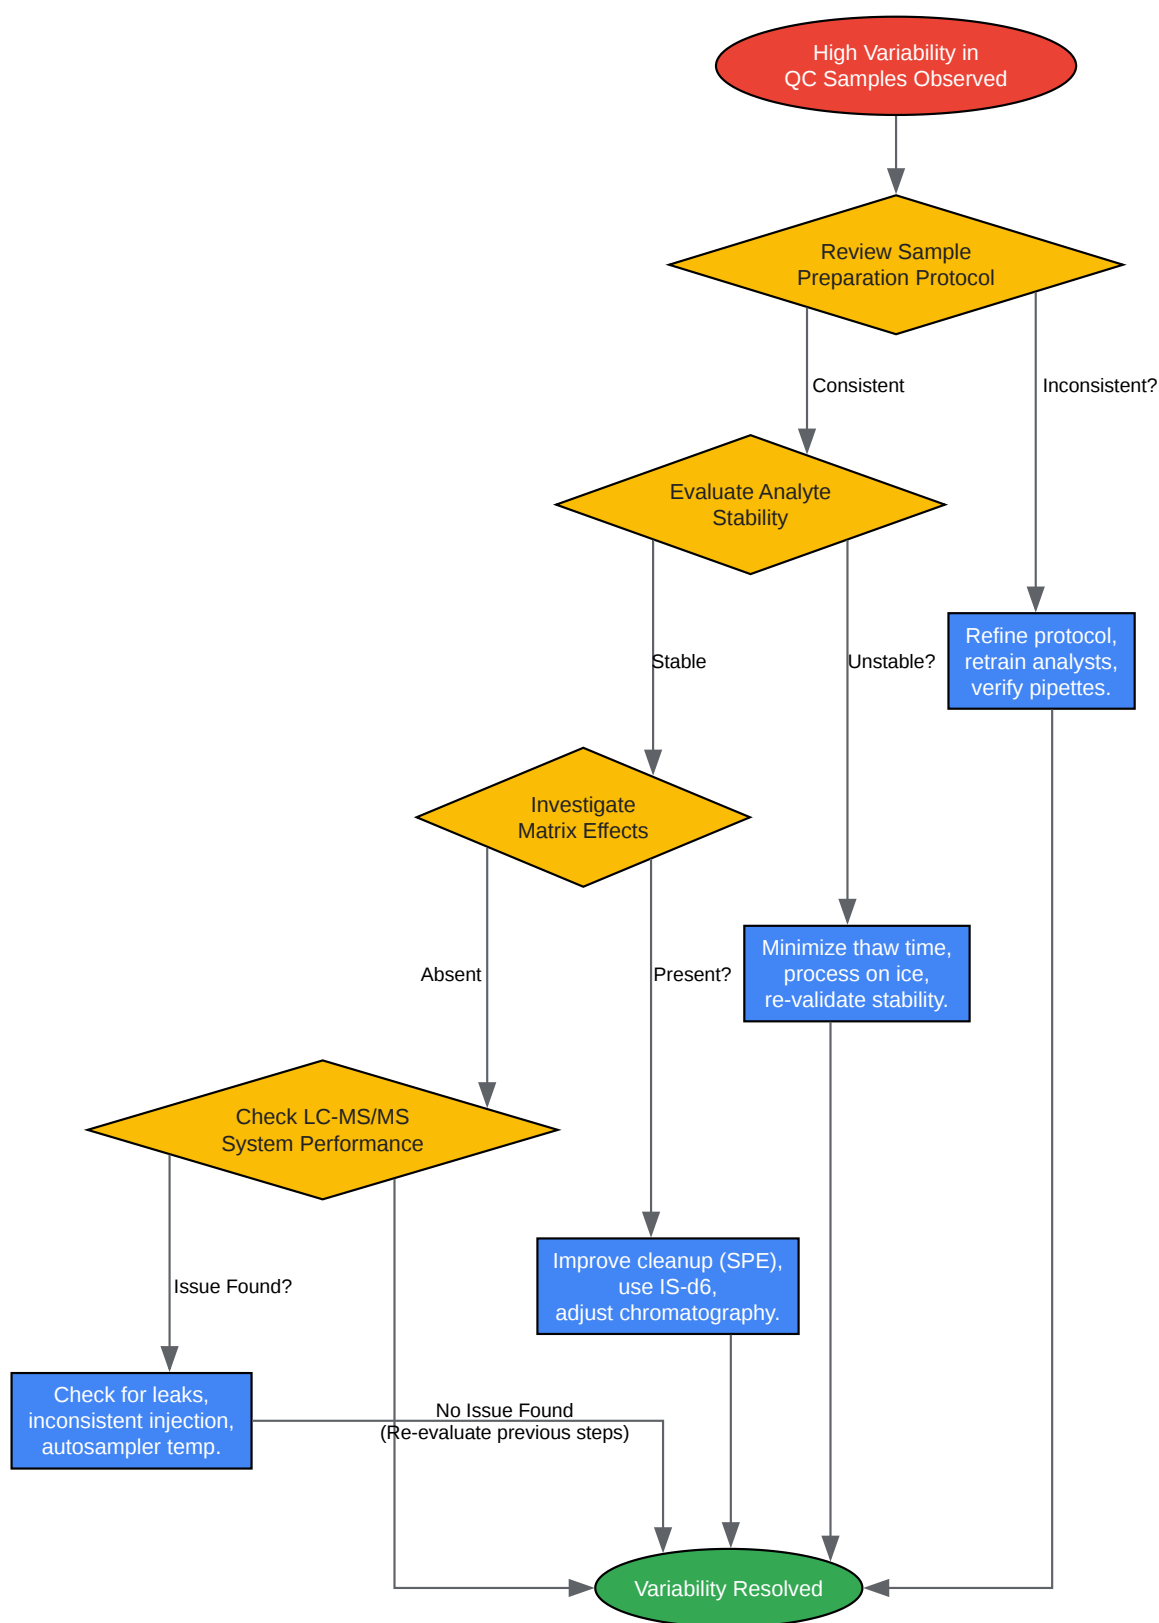 High Variability in
QC Samples Observed
Review Sample
Preparation Protocol
Consistent
Inconsistent?
Evaluate Analyte
Stability
Refine protocol,
retrain analysts,
verify pipettes.
Stable
Unstable?
Investigate
Matrix Effects
Minimize thaw time,
process on ice,
re-validate stability.
Absent
Present?
Check LC-MS/MS
System Performance
Improve cleanup (SPE),
use IS-d6,
adjust chromatography.
Issue Found?
Check for leaks,
inconsistent injection,
autosampler temp.
No Issue Found
(Re-evaluate previous steps)
Variability Resolved